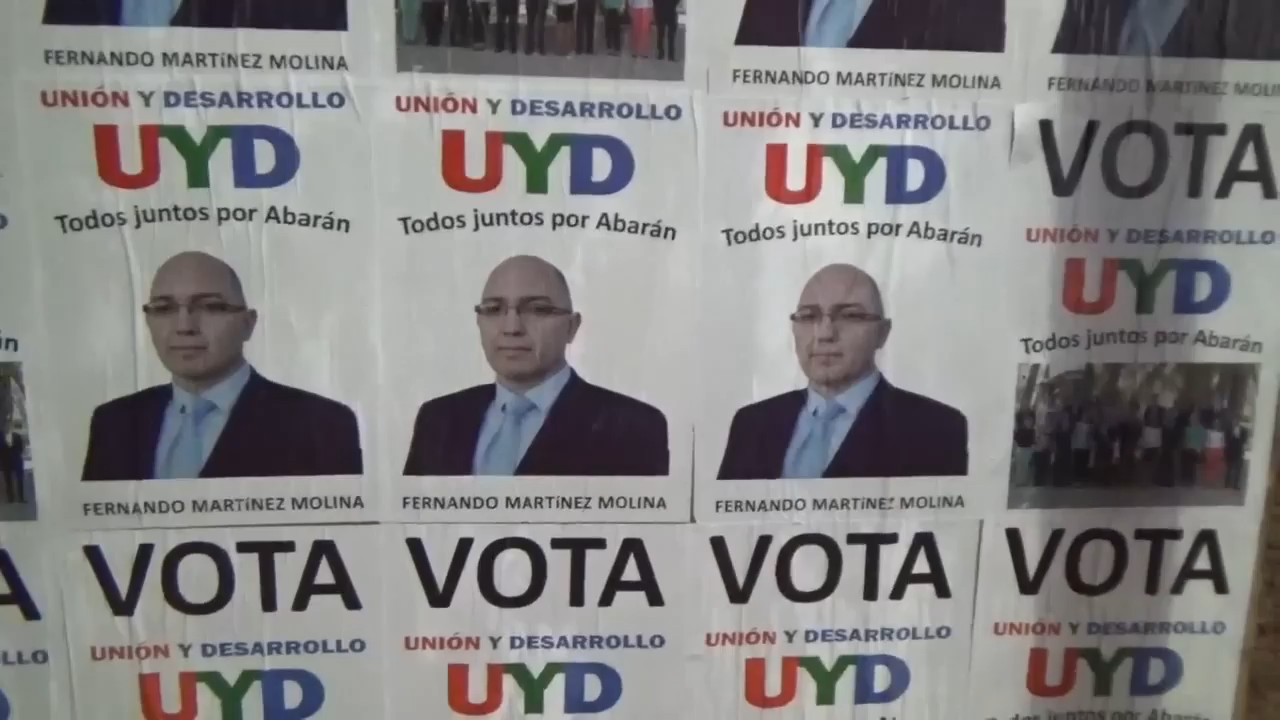 FERNANDO MARTíNEZ MOLINA
UNIÓN Y DESARROLLO
UYD
Todos juntos por Abarán
FERNANDO MARTíNEZ MOLINA
VOTA
UNIÓN Y DESARROLLO
UYD
UNIÓN Y DESARROLLO
UYD
Todos juntos por Abarán
FERNANDO MARTíNEZ MOLINA
VOTA
UNIÓN Y DESARROLLO
UYD
FERNANDO MARTíNEZ MOLINA
UNIÓN Y DESARROLLO
UYD
Todos juntos por Abarán
FERNANDO MARTíNEZ MOLINA
VOTA
UNIÓN Y DESARROLLO
UYD
FERNANDO MARTíNEZ
VOTA
UNIÓN Y DESARROLLO
UYD
Todos juntos por Abarán
VOTA
UNIÓN Y DESARROLLO
UYD